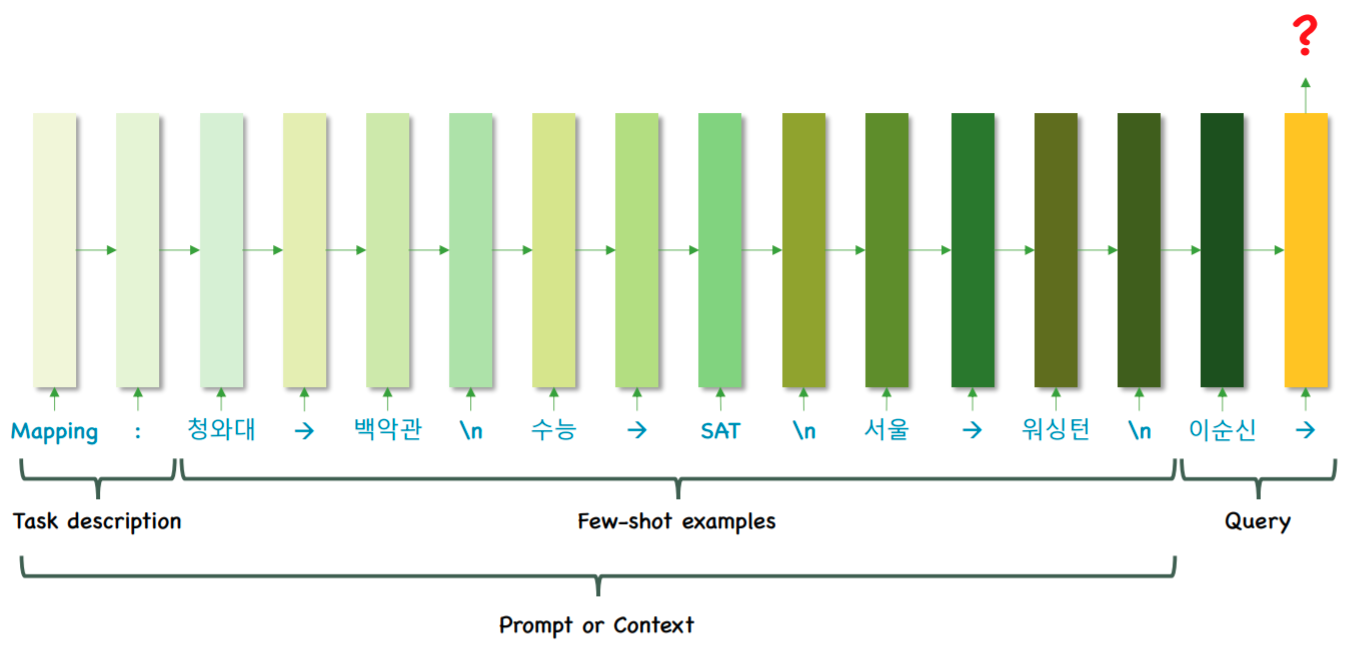 ?
Mapping : 청와대 → 백악관 \n 수능 → SAT \n 서울 → 워싱턴 \n 이순신 →
Task description Few-shot examples Query
Prompt or Context